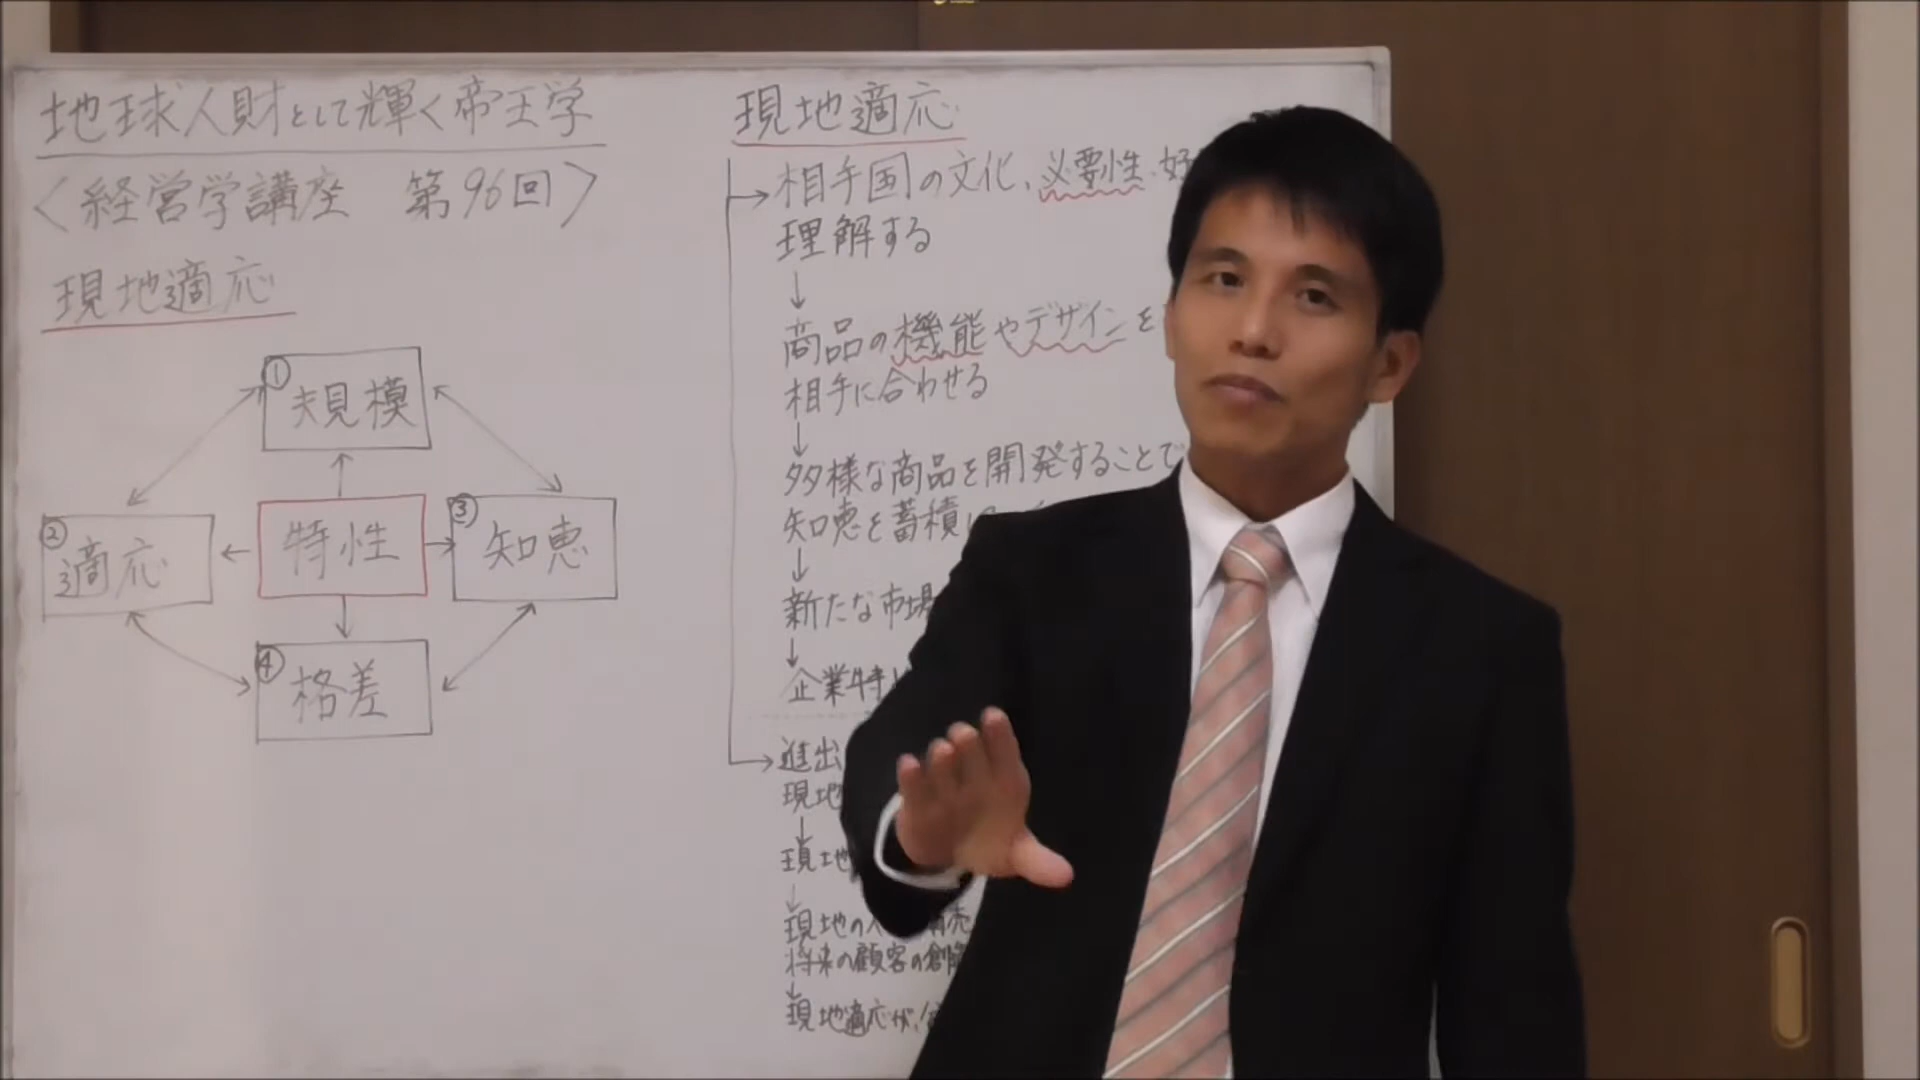 地球人財として輝く帝王学
〈経営学講座 第96回〉
現地適応
①
規模
②
適応
特性
③
知恵
④
格差
現地適応
相手国の文化、必要性、好
理解する
商品の機能やデザインを
相手に合わせる
多様な商品を開発することで
知恵を蓄積
新たな市場
企業特
進出
現地
現地
現地の
将来の顧客の創
現地適応が、